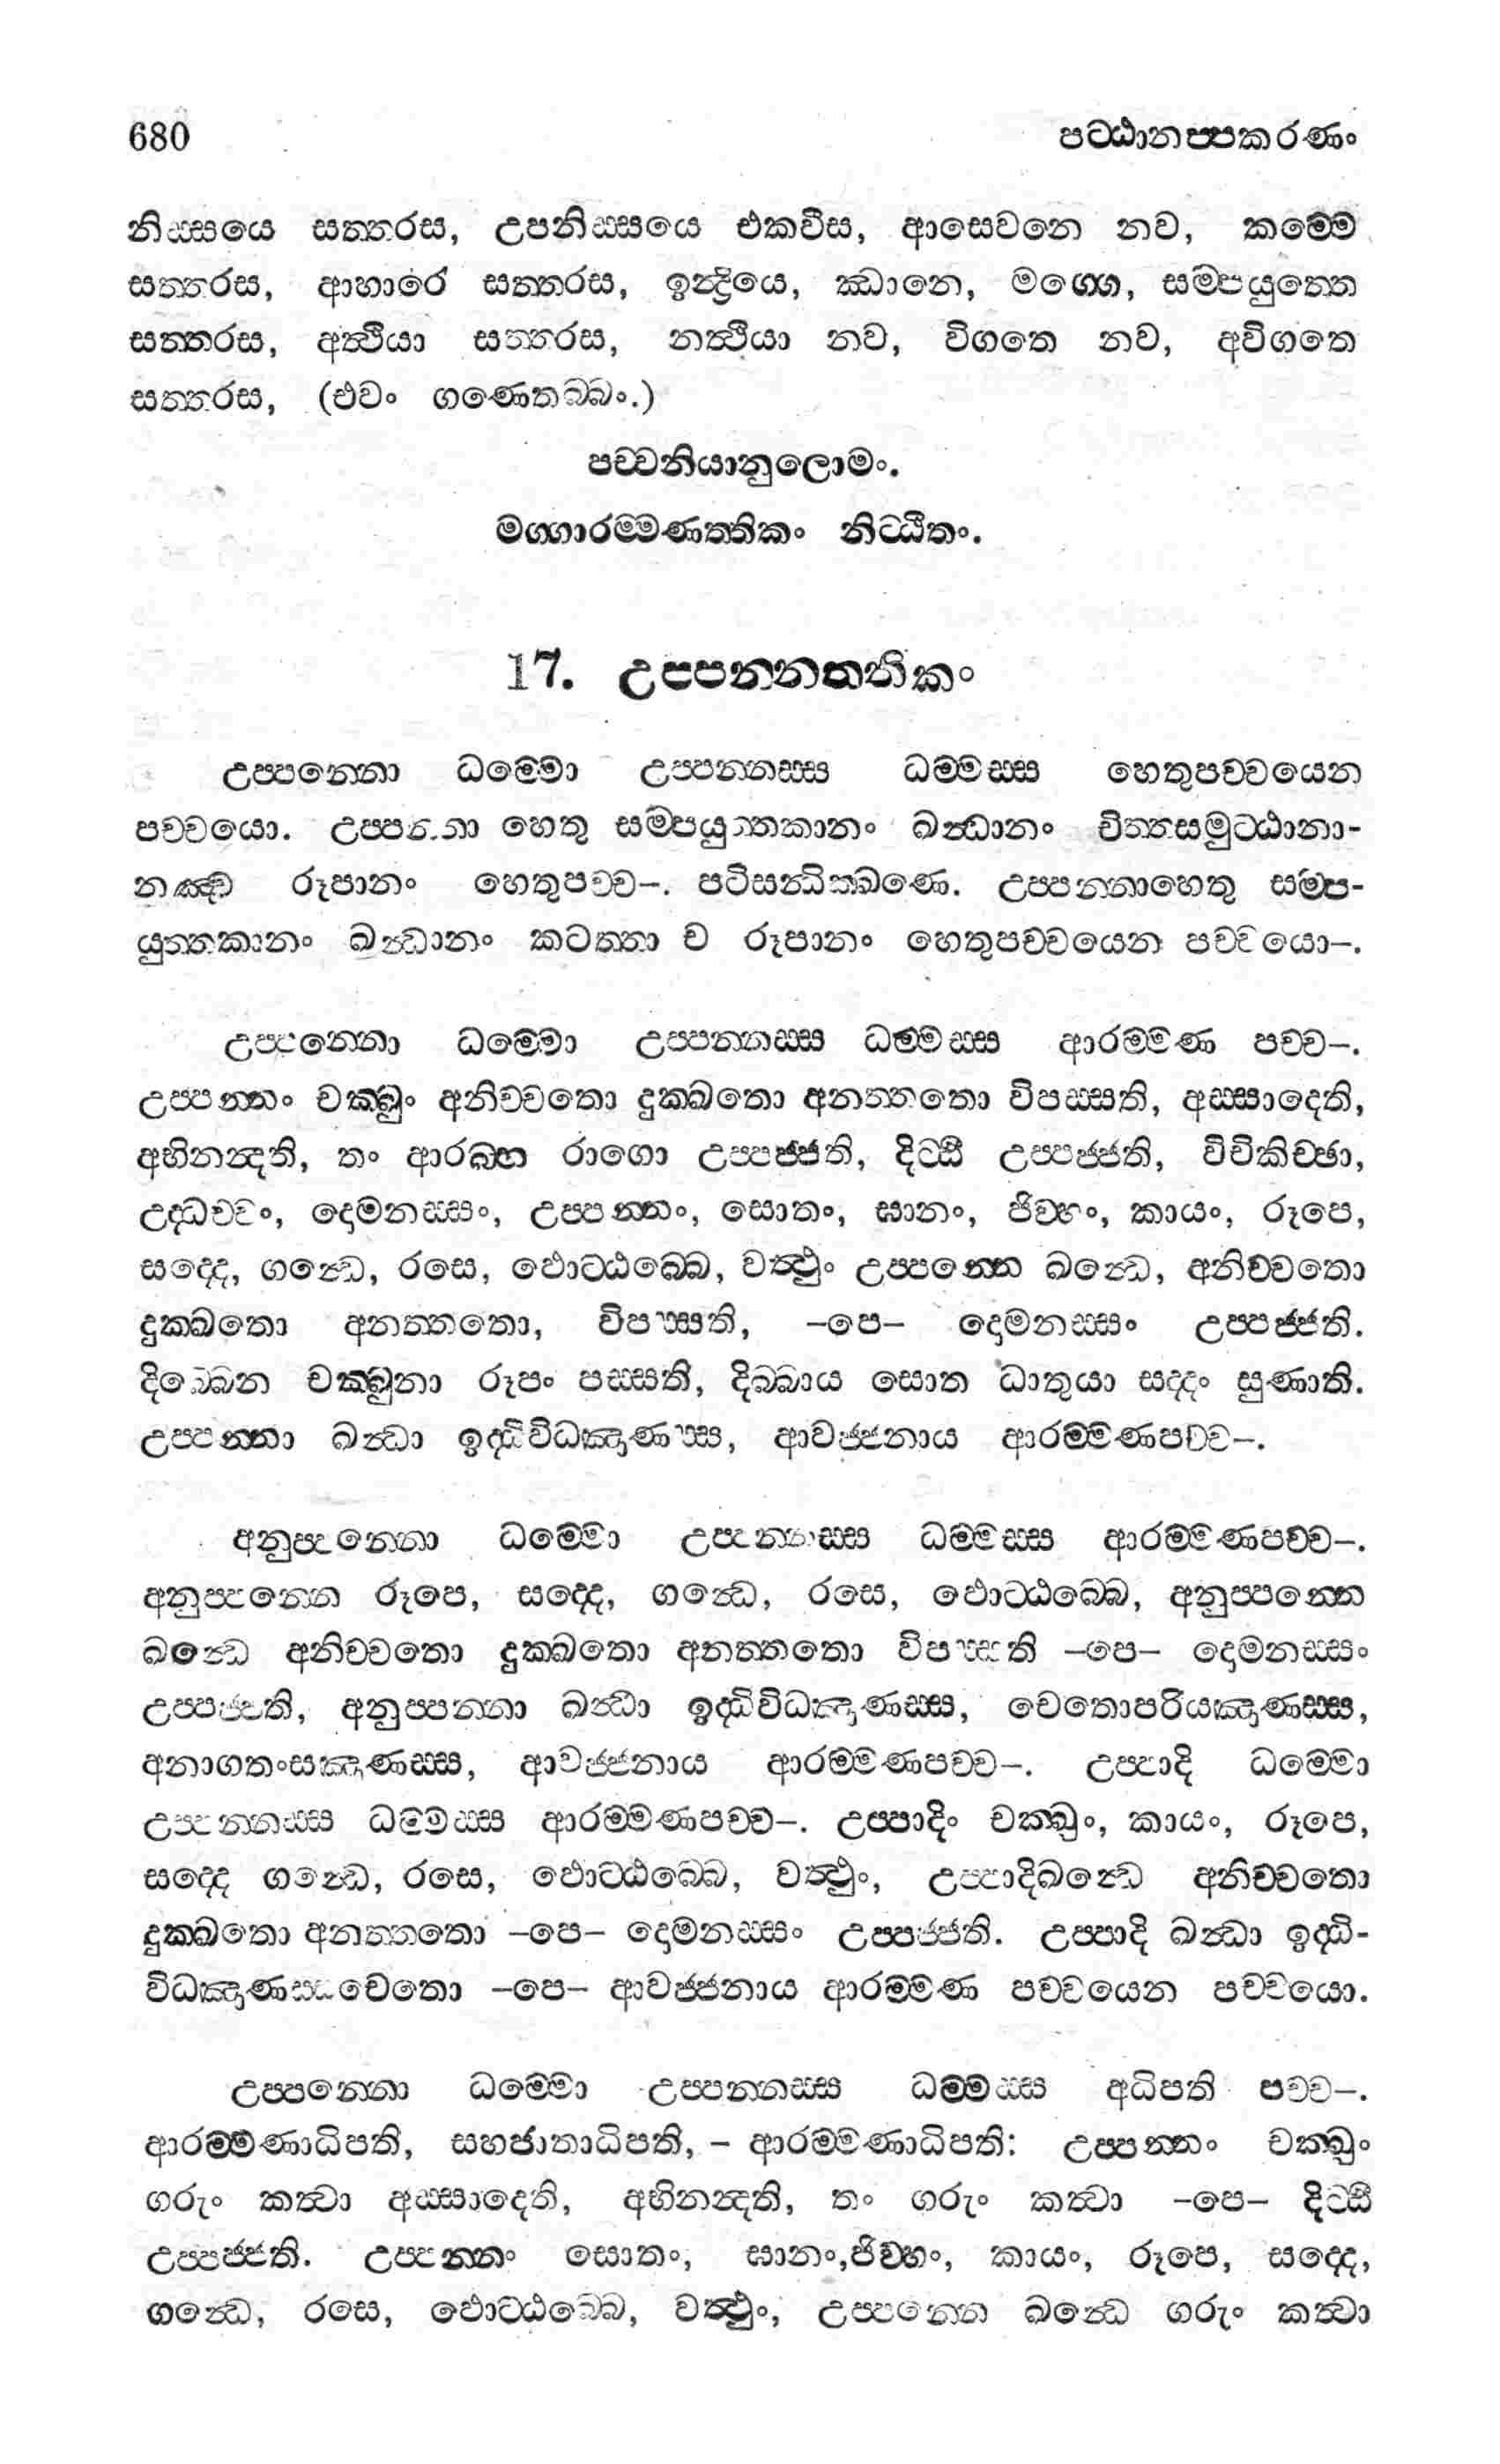 680 පට්ඨානප්පකරණං
නිස්සයෙ සත්තරස, උපනිස්සයෙ එකවීස, ආසෙවනෙ නව, කම්මෙ
සත්තරස, ආහාරෙ සත්තරස, ඉන්ද්‍රියෙ, ඣානෙ, මග්ගෙ, සම්පයුත්තෙ
සත්තරස, අත්ථියා සත්තරස, නත්ථියා නව, විගතෙ නව, අවිගතෙ
සත්තරස, (එවං ගණෙතබ්බං.)
පච්චනියානුලොමං.
මග්ගාරම්මණත්තිකං නිට්ඨිතං.
17. උප්පන්නත්තිකං
උප්පන්නො ධම්මො උප්පන්නස්ස ධම්මස්ස හෙතුපච්චයෙන
පච්චයො. උප්පන්නා හෙතු සම්පයුත්තකානං ඛන්ධානං චිත්තසමුට්ඨානා-
නඤ්ච රූපානං හෙතුපච්ච–. පටිසන්ධික්ඛණෙ. උප්පන්නාහෙතු සම්ප-
යුත්තකානං ඛන්ධානං කටත්තා ච රූපානං හෙතුපච්චයෙන පච්චයො–.
උප්පන්නො ධම්මො උප්පන්නස්ස ධම්මස්ස ආරම්මණ පච්ච–.
උප්පන්නං චක්ඛුං අනිච්චතො දුක්ඛතො අනත්තතො විපස්සති, අස්සාදෙති,
අභිනන්දති, තං ආරබ්භ රාගො උප්පජ්ජති, දිට්ඨි උප්පජ්ජති, විචිකිච්ඡා,
උද්ධච්චං, දොමනස්සං, උප්පන්නං, සොතං, ඝානං, ජිව්හං, කායං, රූපෙ,
සද්දෙ, ගන්ධෙ, රසෙ, ඵොට්ඨබ්බෙ, වත්ථුං උප්පන්නෙ ඛන්ධෙ, අනිච්චතො
දුක්ඛතො අනත්තතො, විපස්සති, –පෙ– දොමනස්සං උප්පජ්ජති.
දිබ්බෙන චක්ඛුනා රූපං පස්සති, දිබ්බාය සොත ධාතුයා සද්දං සුණාති.
උප්පන්නා ඛන්ධා ඉද්ධිවිධඤාණස්ස, ආවජ්ජනාය ආරම්මණපච්ච–.
අනුප්පන්නො ධම්මො උප්පන්නස්ස ධම්මස්ස ආරම්මණපච්ච–.
අනුප්පන්නෙ රූපෙ, සද්දෙ, ගන්ධෙ, රසෙ, ඵොට්ඨබ්බෙ, අනුප්පන්නෙ
ඛන්ධෙ අනිච්චතො දුක්ඛතො අනත්තතො විපස්සති –පෙ– දොමනස්සං
උප්පජ්ජති, අනුප්පන්නා ඛන්ධා ඉද්ධිවිධඤාණස්ස, චෙතොපරියඤාණස්ස,
අනාගතංසඤාණස්ස, ආවජ්ජනාය ආරම්මණපච්ච–. උප්පාදි ධම්මො
උප්පන්නස්ස ධම්මස්ස ආරම්මණපච්ච–. උප්පාදිං චක්ඛුං, කායං, රූපෙ,
සද්දෙ ගන්ධෙ, රසෙ, ඵොට්ඨබ්බෙ, වත්ථුං, උප්පාදිඛන්ධෙ අනිච්චතො
දුක්ඛතො අනත්තතො –පෙ– දොමනස්සං උප්පජ්ජති. උප්පාදි ඛන්ධා ඉද්ධි-
විධඤාණස්ස චෙතො –පෙ– ආවජ්ජනාය ආරම්මණ පච්චයෙන පච්චයො.
උප්පන්නො ධම්මො උප්පන්නස්ස ධම්මස්ස අධිපති පච්ච–.
ආරම්මණාධිපති, සහජාතාධිපති, – ආරම්මණාධිපති: උප්පන්නං චක්ඛුං
ගරුං කත්වා අස්සාදෙති, අභිනන්දති, තං ගරුං කත්වා –පෙ– දිට්ඨි
උප්පජ්ජති. උප්පන්නං සොතං, ඝානං,ජිව්හං, කායං, රූපෙ, සද්දෙ,
ගන්ධෙ, රසෙ, ඵොට්ඨබ්බෙ, වත්ථුං, උප්පන්නෙ ඛන්ධෙ ගරුං කත්වා